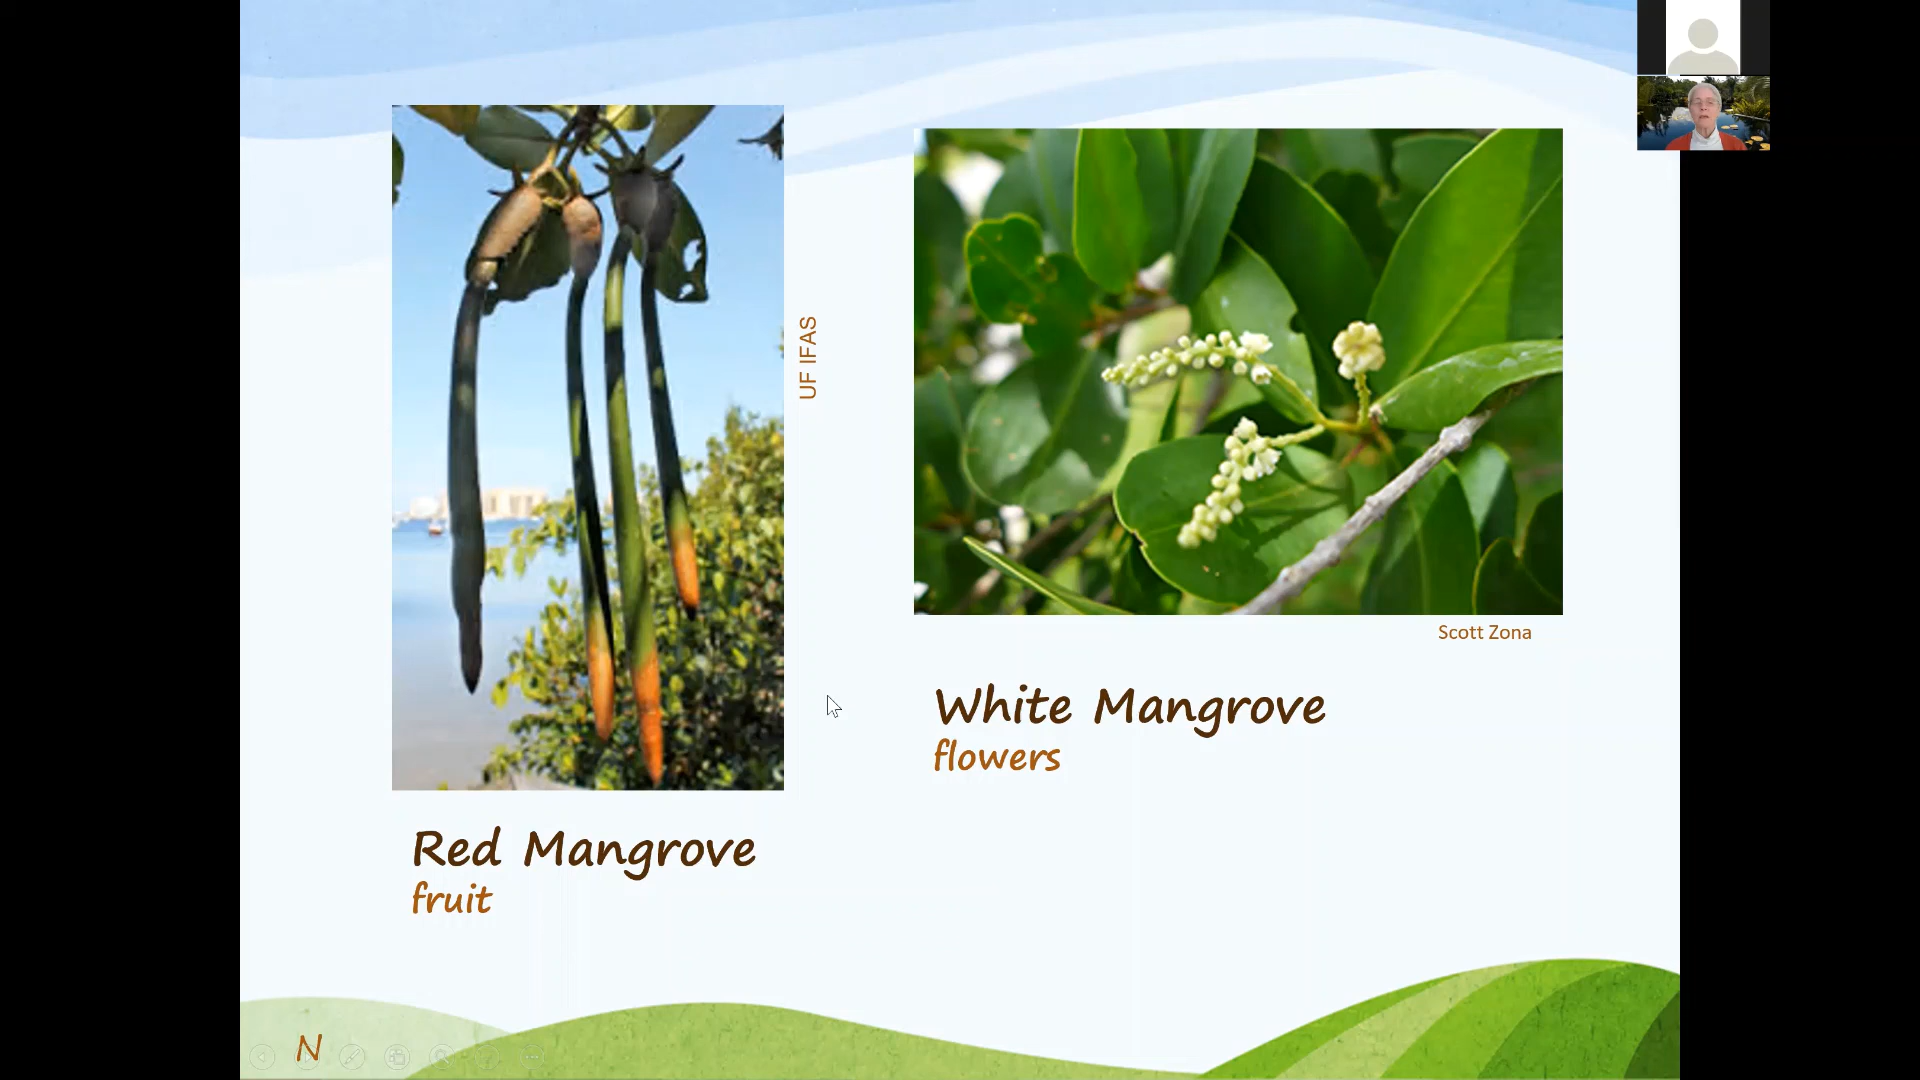 UF IFAS
Scott Zona
White Mangrove
flowers
Red Mangrove
fruit
N